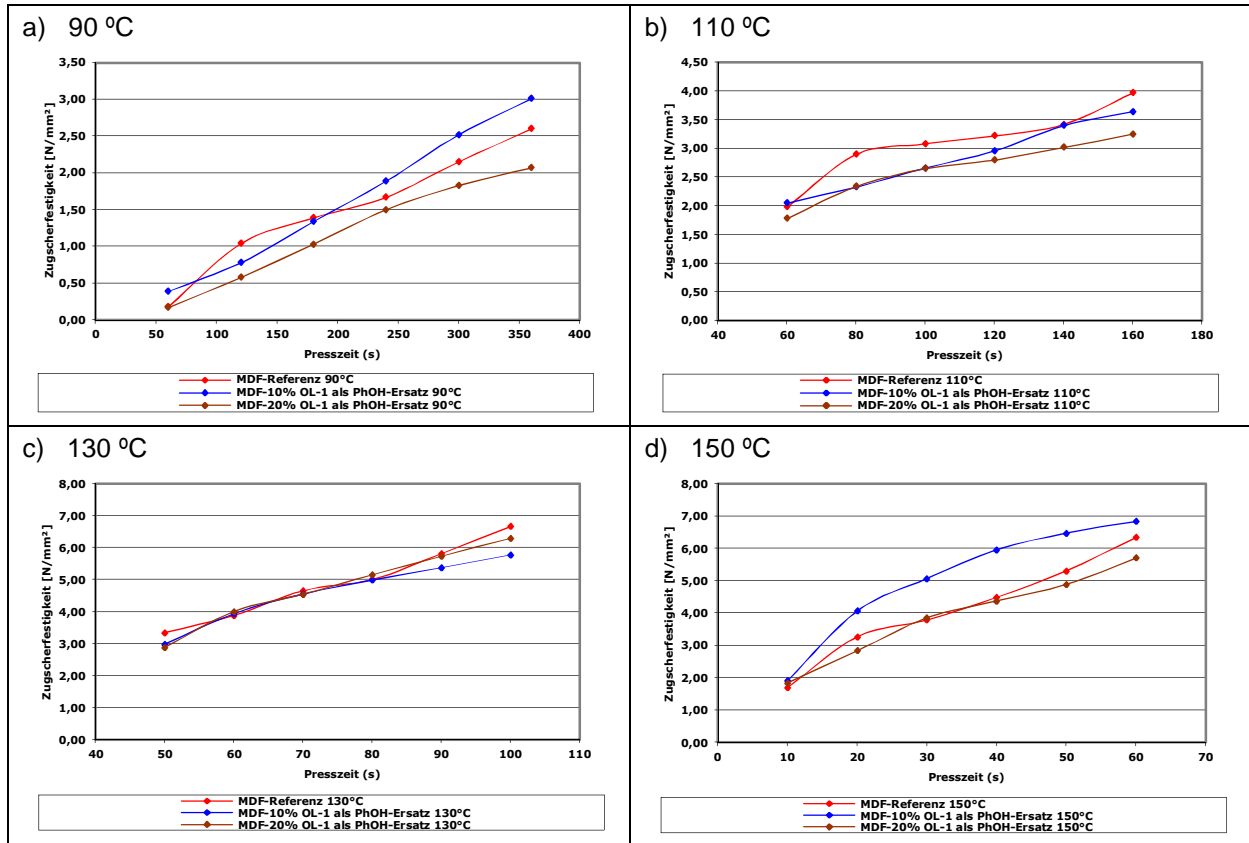 a) 90 ºC
Zugscherfestigkeit [N/mm²]
3,50
3,00
2,50
2,00
1,50
1,00
0,50
0,00
0 50 100 150 200 250 300 350 400
Presszeit (s)
MDF-Referenz 90°C
MDF-10% OL-1 als PhOH-Ersatz 90°C
MDF-20% OL-1 als PhOH-Ersatz 90°C
b) 110 ºC
Zugscherfestigkeit [N/mm²]
4,50
4,00
3,50
3,00
2,50
2,00
1,50
1,00
0,50
0,00
40 60 80 100 120 140 160 180
Presszeit (s)
MDF-Referenz 110°C
MDF-10% OL-1 als PhOH-Ersatz 110°C
MDF-20% OL-1 als PhOH-Ersatz 110°C
c) 130 ºC
Zugscherfestigkeit [N/mm²]
8,00
7,00
6,00
5,00
4,00
3,00
2,00
1,00
0,00
40 50 60 70 80 90 100 110
Presszeit (s)
MDF-Referenz 130°C
MDF-10% OL-1 als PhOH-Ersatz 130°C
MDF-20% OL-1 als PhOH-Ersatz 130°C
d) 150 ºC
Zugscherfestigkeit [N/mm²]
8,00
7,00
6,00
5,00
4,00
3,00
2,00
1,00
0,00
0 10 20 30 40 50 60 70
Presszeit (s)
MDF-Referenz 150°C
MDF-10% OL-1 als PhOH-Ersatz 150°C
MDF-20% OL-1 als PhOH-Ersatz 150°C